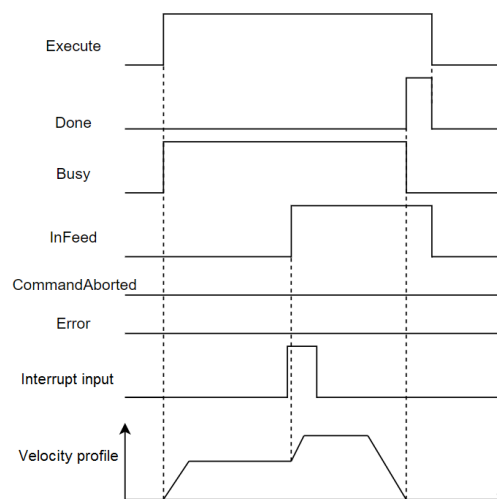 Execute
Done
Busy
InFeed
CommandAborted
Error
Interrupt input
Velocity profile